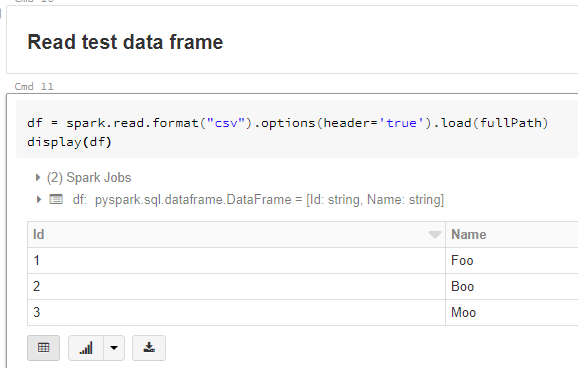 Read test data frame
Cmd 11
df = spark.read.format("csv").options(header='true').load(fullPath)
display(df)
(2) Spark Jobs
df: pyspark.sql.dataframe.DataFrame = [Id: string, Name: string]
Id Name
1 Foo
2 Boo
3 Moo